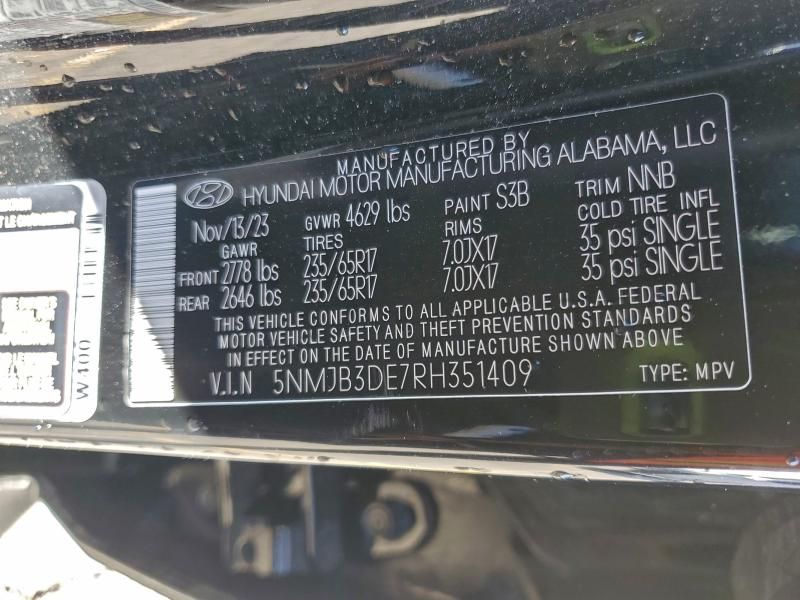 MANUFACTURED BY
HYUNDAI MOTOR MANUFACTURING ALABAMA, LLC
Nov/13/23 GVWR 4629 lbs PAINT S3B TRIM NNB
GAWR TIRES RIMS COLD TIRE INFL
FRONT 2778 lbs 235/65R17 7.0JX17 35 psi SINGLE
REAR 2646 lbs 235/65R17 7.0JX17 35 psi SINGLE
THIS VEHICLE CONFORMS TO ALL APPLICABLE U.S.A. FEDERAL
MOTOR VEHICLE SAFETY AND THEFT PREVENTION STANDARDS
IN EFFECT ON THE DATE OF MANUFACTURE SHOWN ABOVE
V.I.N 5NMJB3DE7RH351409 TYPE: MPV
W400